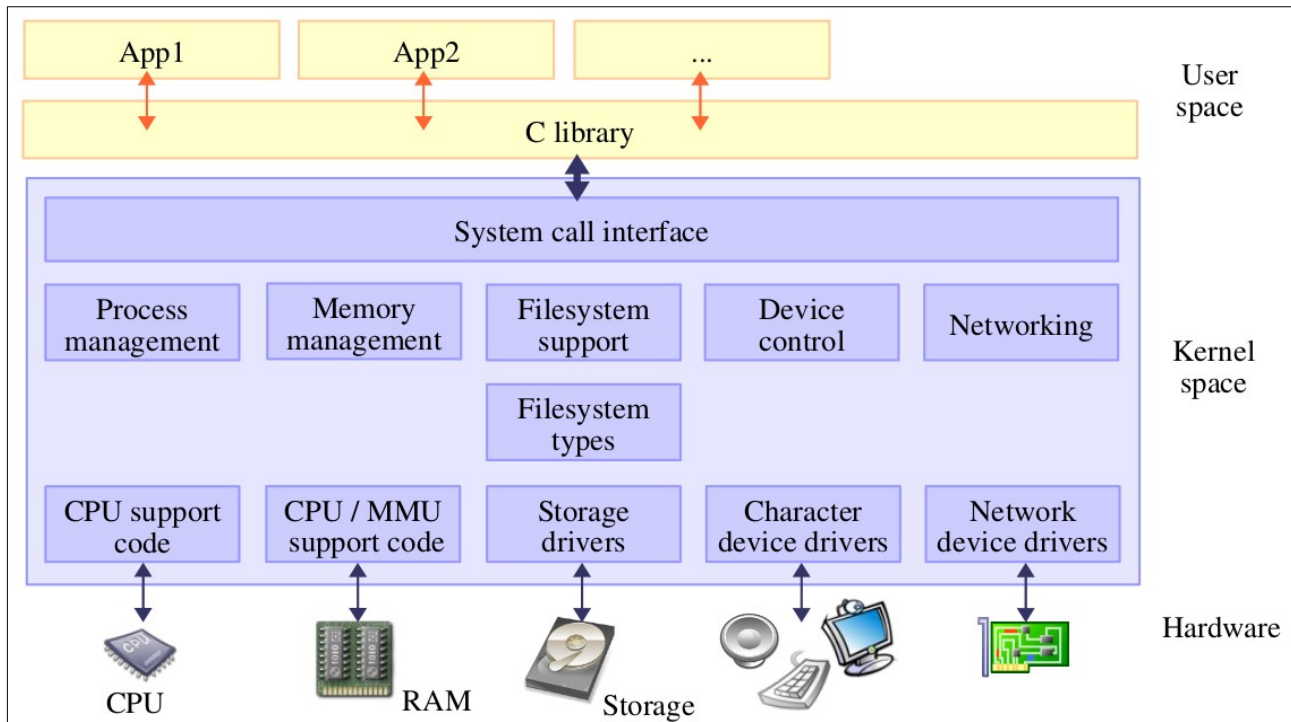 App1
App2
...
User
space
C library
System call interface
Process
management
Memory
management
Filesystem
support
Device
control
Networking
Kernel
space
Filesystem
types
CPU support
code
CPU / MMU
support code
Storage
drivers
Character
device drivers
Network
device drivers
Hardware
CPU
CPU
RAM
Storage